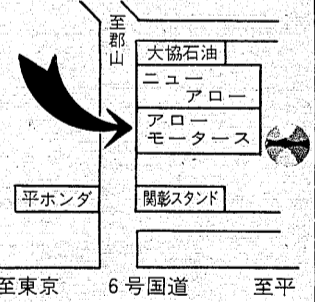 至郡山
大協石油
ニュー
アロー
アロー
モータース
平ホンダ
関彰スタンド
至東京
6号国道
至平